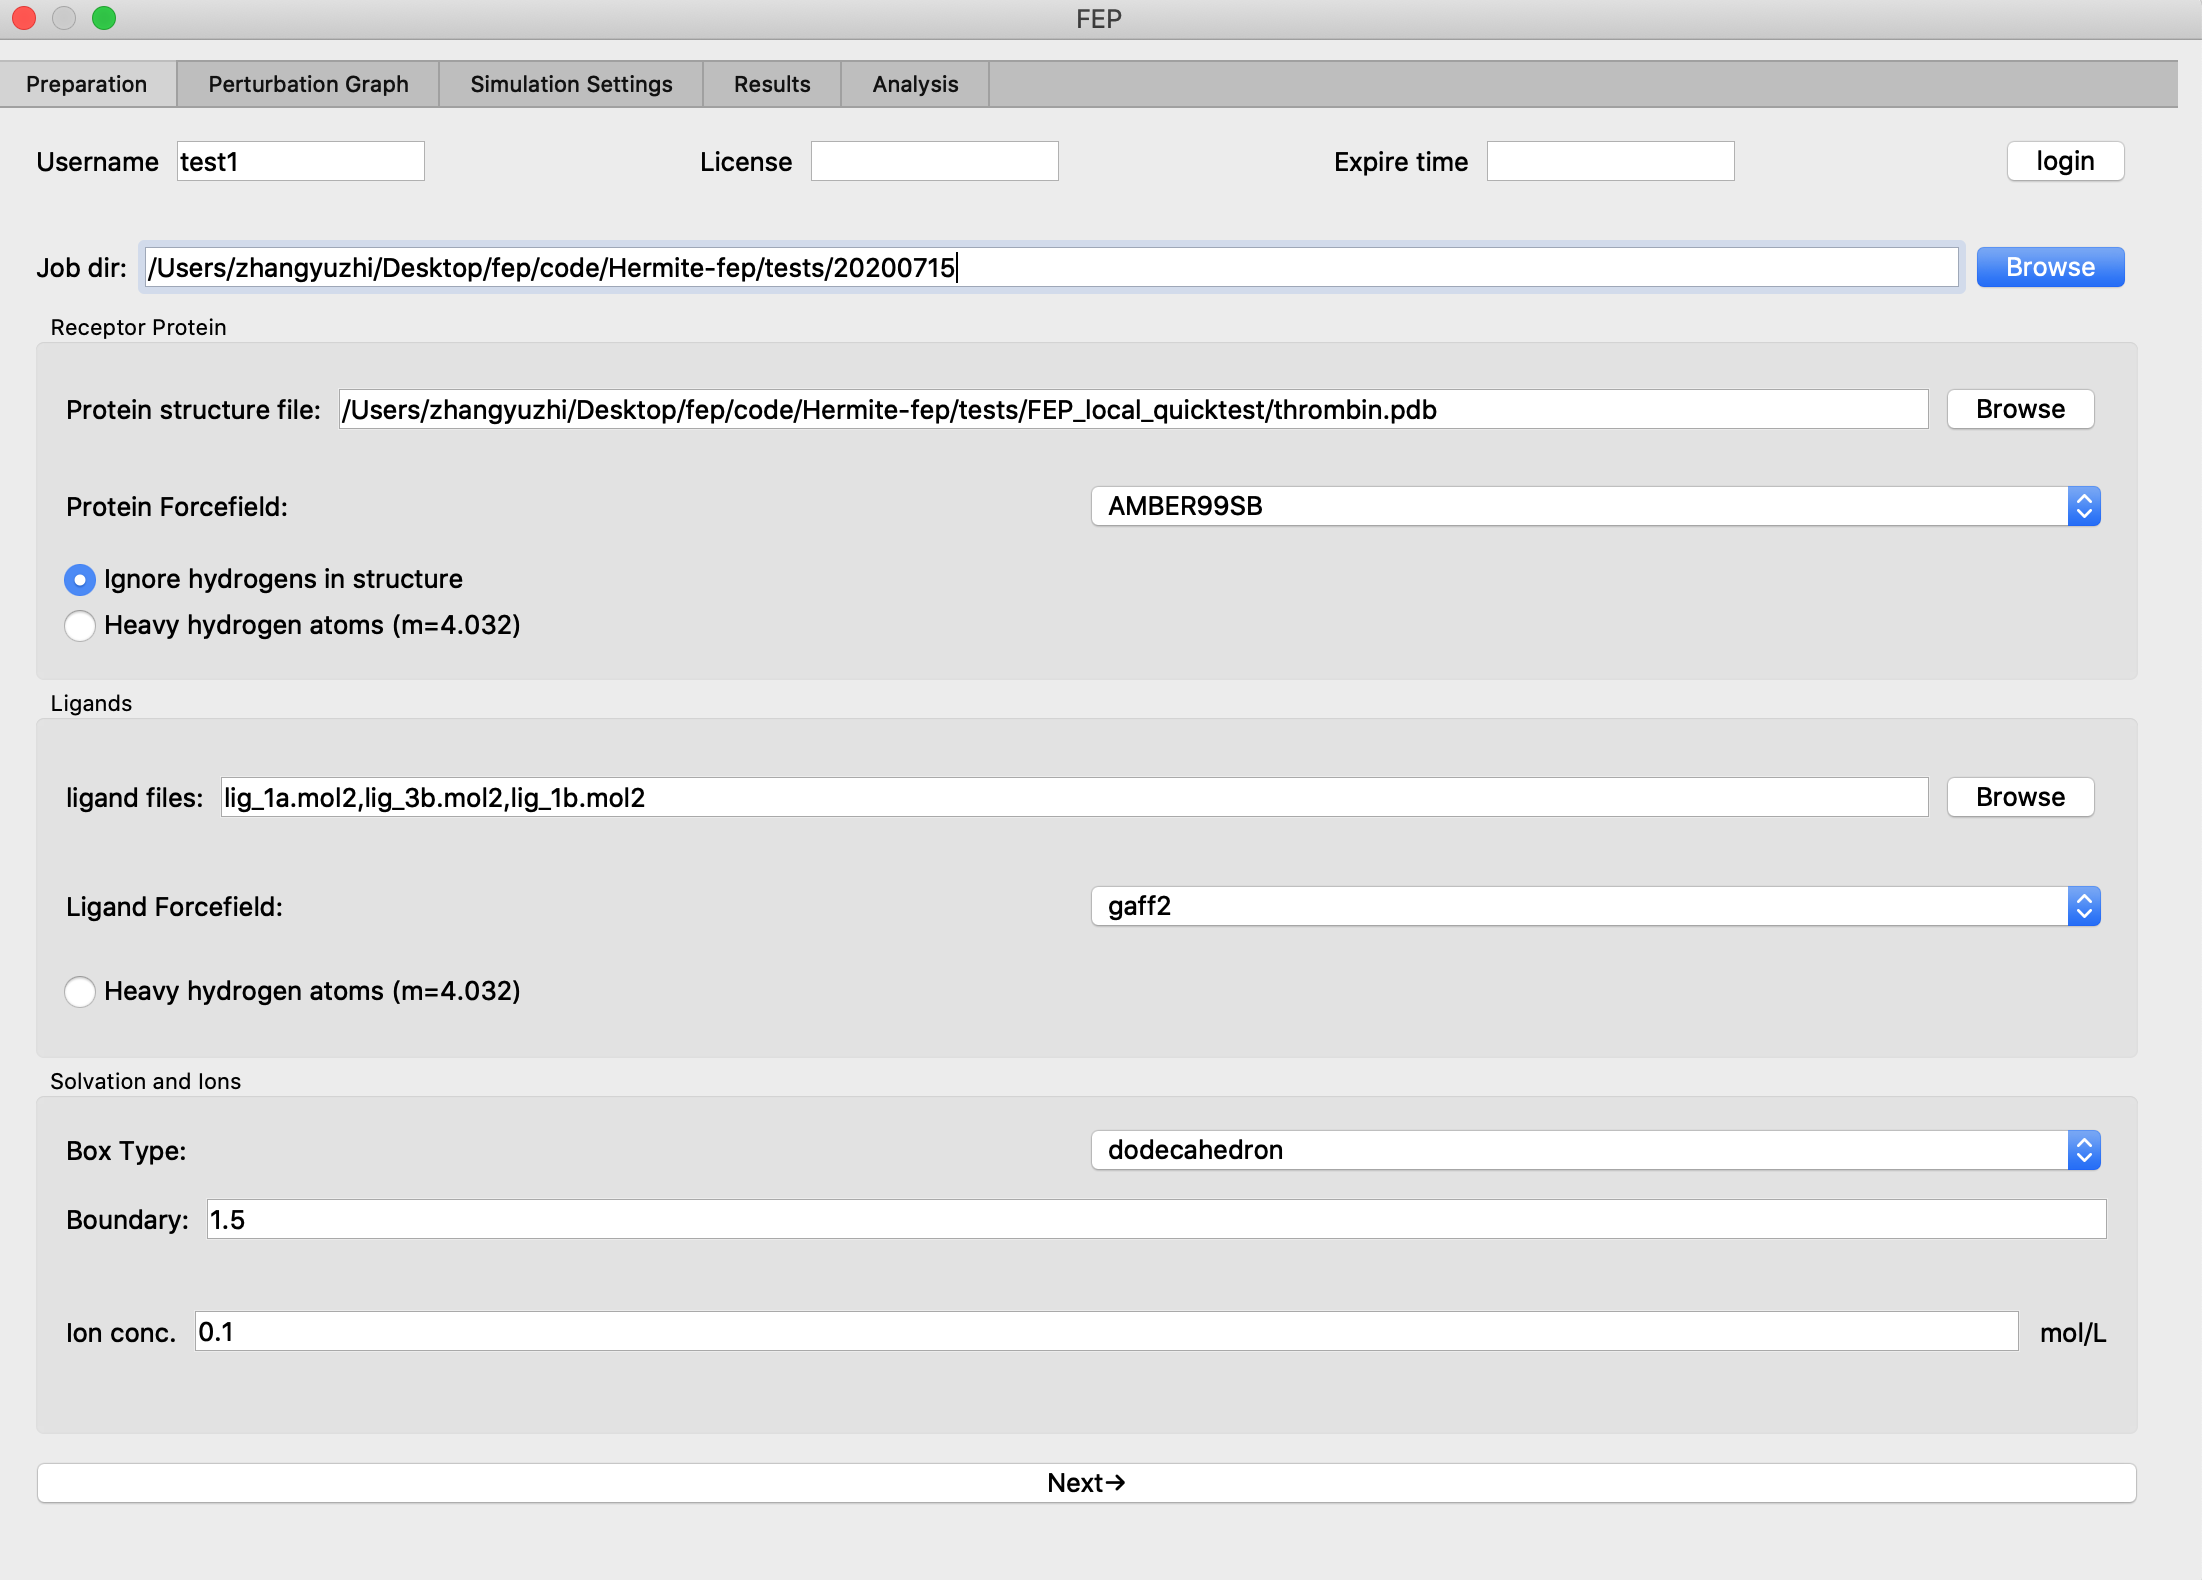 FEP
Preparation Perturbation Graph Simulation Settings Results Analysis
Username test1 License Expire time login
Job dir: /Users/zhangyuzhi/Desktop/fep/code/Hermite-fep/tests/20200715 Browse
Receptor Protein
Protein structure file: /Users/zhangyuzhi/Desktop/fep/code/Hermite-fep/tests/FEP_local_quicktest/thrombin.pdb Browse
Protein Forcefield: AMBER99SB
Ignore hydrogens in structure
Heavy hydrogen atoms (m=4.032)
Ligands
ligand files: lig_1a.mol2,lig_3b.mol2,lig_1b.mol2 Browse
Ligand Forcefield: gaff2
Heavy hydrogen atoms (m=4.032)
Solvation and Ions
Box Type: dodecahedron
Boundary: 1.5
Ion conc. 0.1 mol/L
Next→